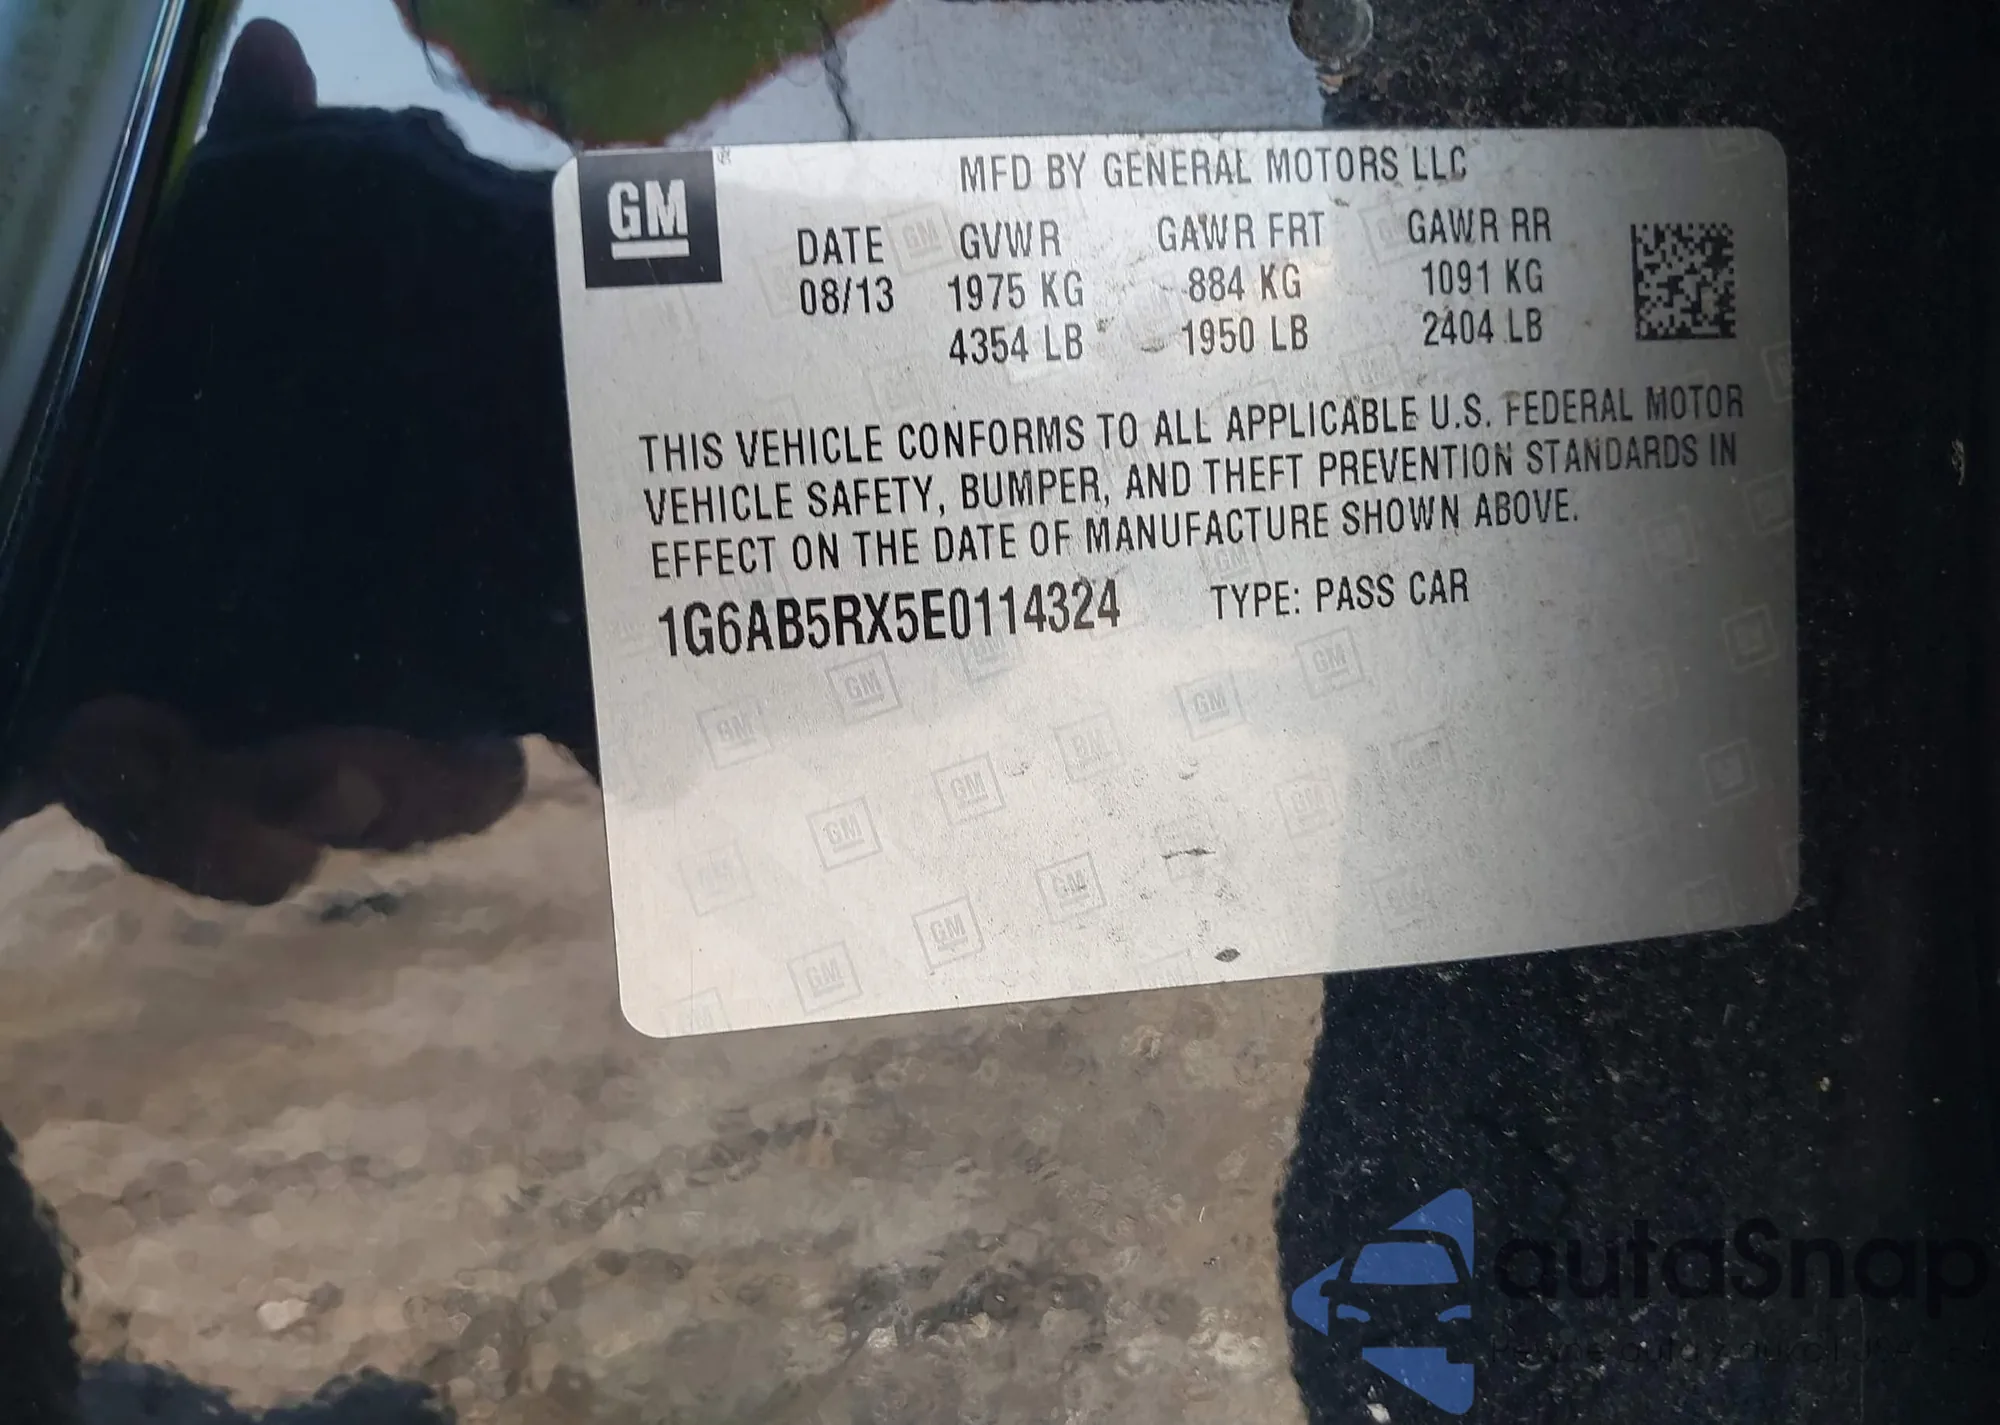 GM
MFD BY GENERAL MOTORS LLC
DATE GVWR GAWR FRT GAWR RR
08/13 1975 KG 884 KG 1091 KG
4354 LB 1950 LB 2404 LB
THIS VEHICLE CONFORMS TO ALL APPLICABLE U.S. FEDERAL MOTOR
VEHICLE SAFETY, BUMPER, AND THEFT PREVENTION STANDARDS IN
EFFECT ON THE DATE OF MANUFACTURE SHOWN ABOVE.
1G6AB5RX5E0114324 TYPE: PASS CAR
autaSnap